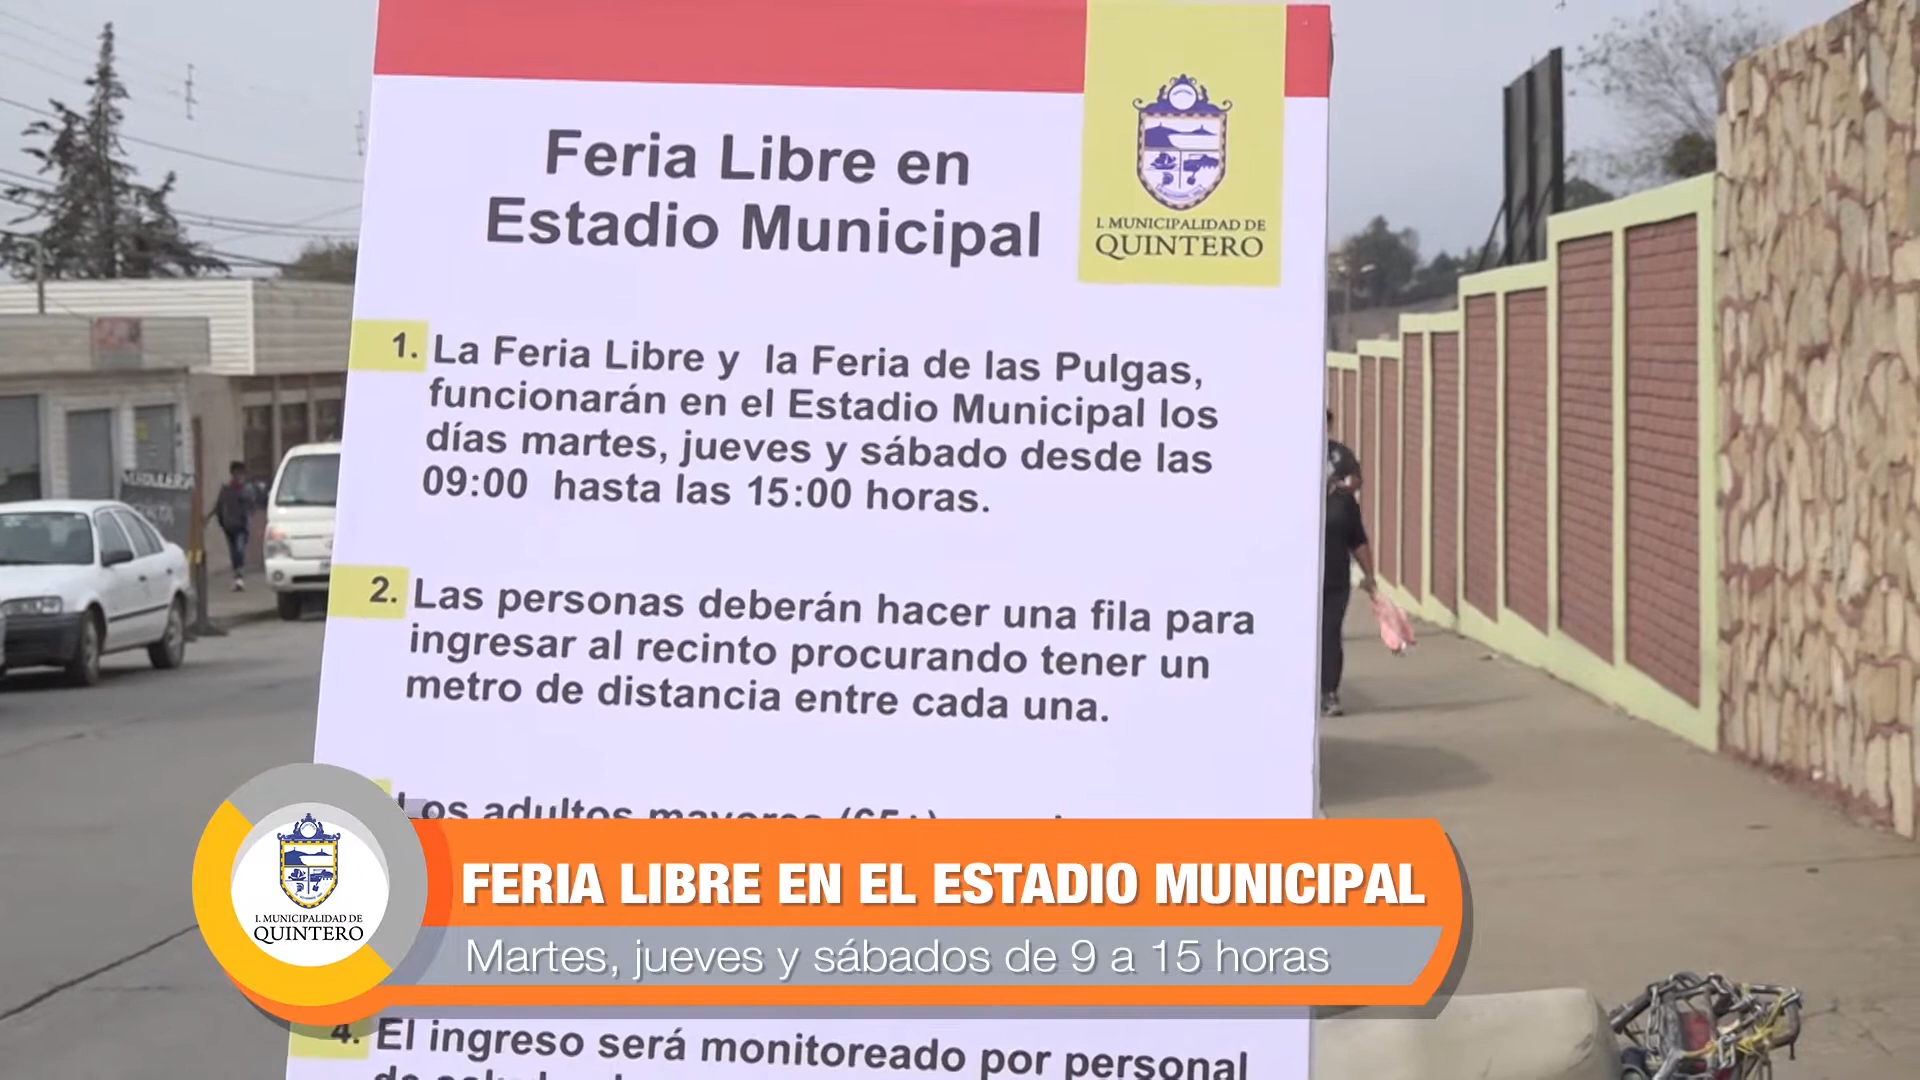 Feria Libre en
Estadio Municipal
I. MUNICIPALIDAD DE
QUINTERO
1. La Feria Libre y la Feria de las Pulgas,
funcionarán en el Estadio Municipal los
días martes, jueves y sábado desde las
09:00 hasta las 15:00 horas.
2. Las personas deberán hacer una fila para
ingresar al recinto procurando tener un
metro de distancia entre cada una.
Los adultos mayores (65+)
FERIA LIBRE EN EL ESTADIO MUNICIPAL
Martes, jueves y sábados de 9 a 15 horas
I. MUNICIPALIDAD DE
QUINTERO
4. El ingreso será monitoreado por personal